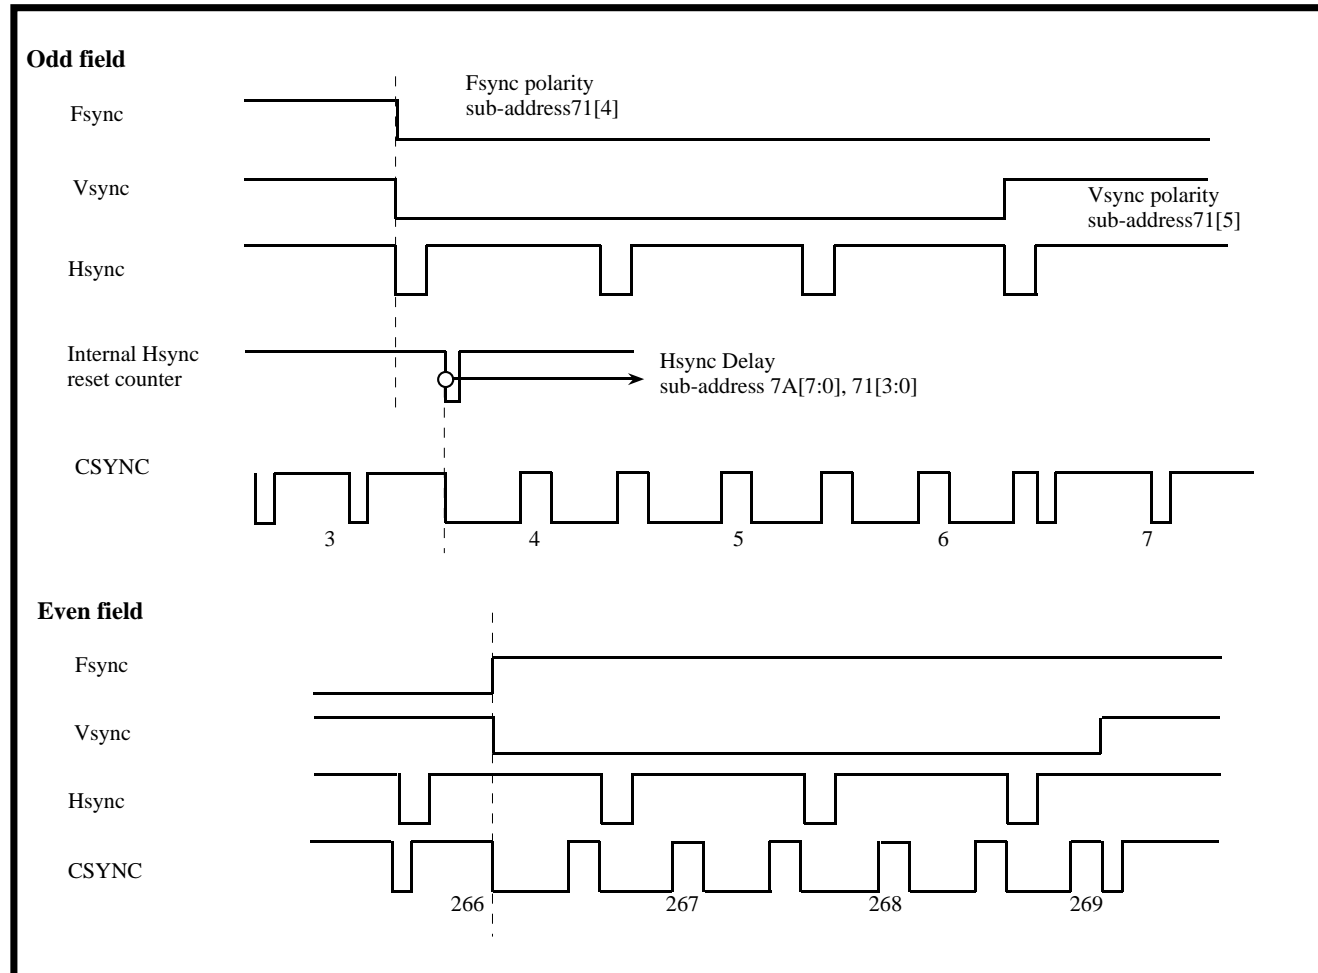 Odd field
Fsync
Fsync polarity
sub-address71[4]
Vsync
Vsync polarity
sub-address71[5]
Hsync
Internal Hsync
reset counter
Hsync Delay
sub-address 7A[7:0], 71[3:0]
CSYNC
3 4 5 6 7
Even field
Fsync
Vsync
Hsync
CSYNC
266 267 268 269